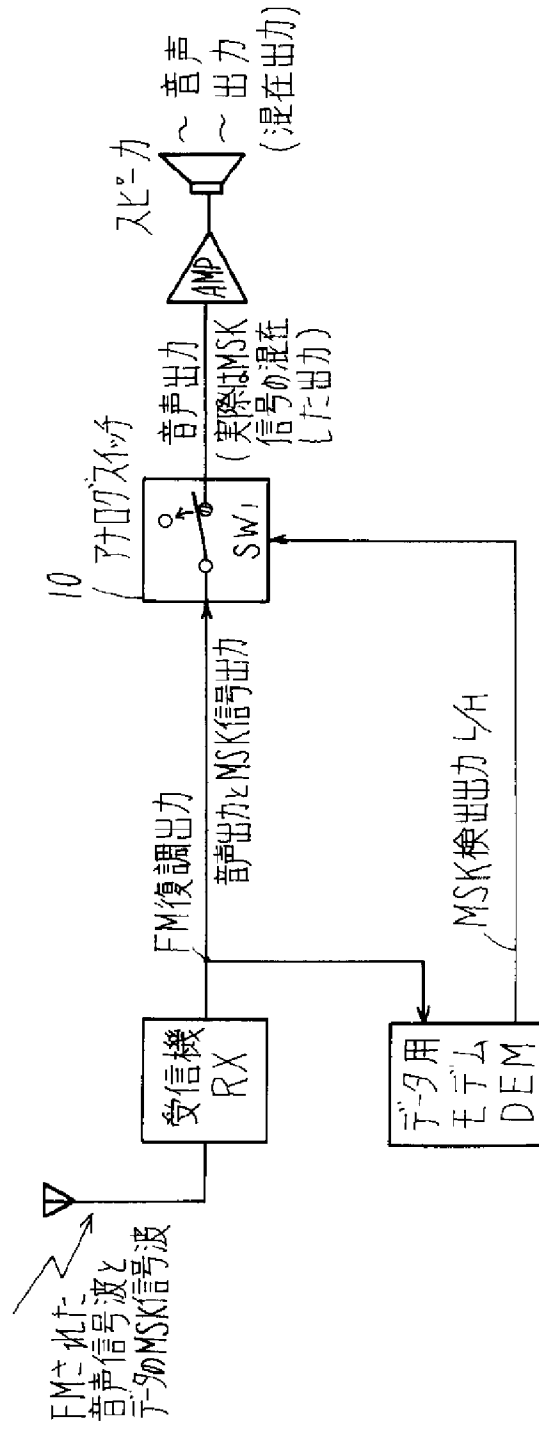 FMされた
音声信号波と
データのMSK信号波
受信機
RX
FM復調出力
音声出力とMSK信号出力
データ用
モデム
DEM
MSK検出出力 L/H
10
アナログスイッチ
SW1
音声出力
(実際はMSK
信号の混在
した出力)
AMP
スピーカ
~音声
~出力
(混在出力)